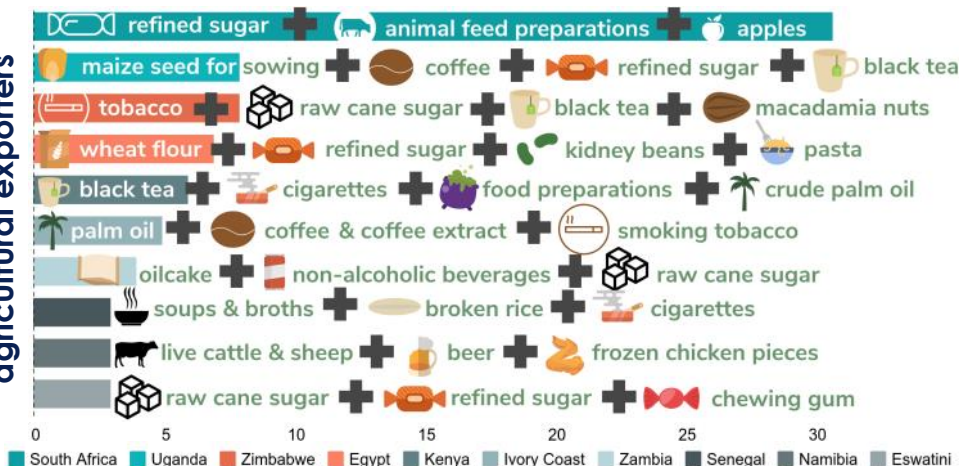 agricultural exporters
refined sugar + animal feed preparations + apples
maize seed for sowing + coffee + refined sugar + black tea
tobacco + raw cane sugar + black tea + macadamia nuts
wheat flour + refined sugar + kidney beans + pasta
black tea + cigarettes + food preparations + crude palm oil
palm oil + coffee & coffee extract + smoking tobacco
oilcake + non-alcoholic beverages + raw cane sugar
soups & broths + broken rice + cigarettes
live cattle & sheep + beer + frozen chicken pieces
raw cane sugar + refined sugar + chewing gum
0 5 10 15 20 25 30
South Africa Uganda Zimbabwe Egypt Kenya Ivory Coast Zambia Senegal Namibia Eswatini